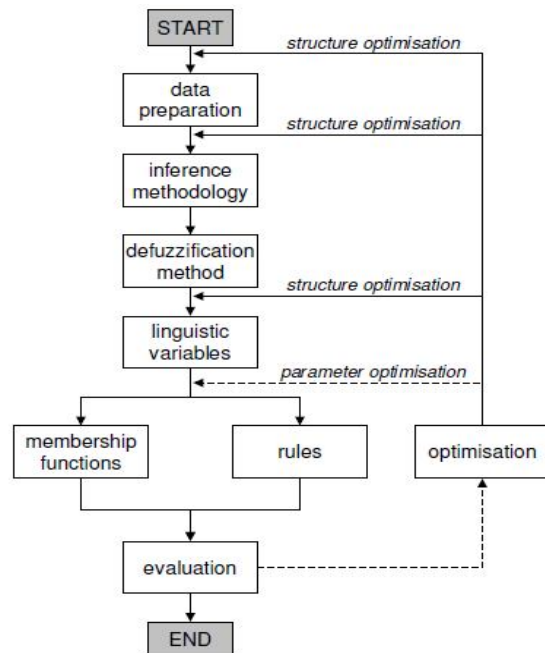 START
structure optimisation
data
preparation
structure optimisation
inference
methodology
defuzzification
method
structure optimisation
linguistic
variables
parameter optimisation
membership
functions
rules
optimisation
evaluation
END